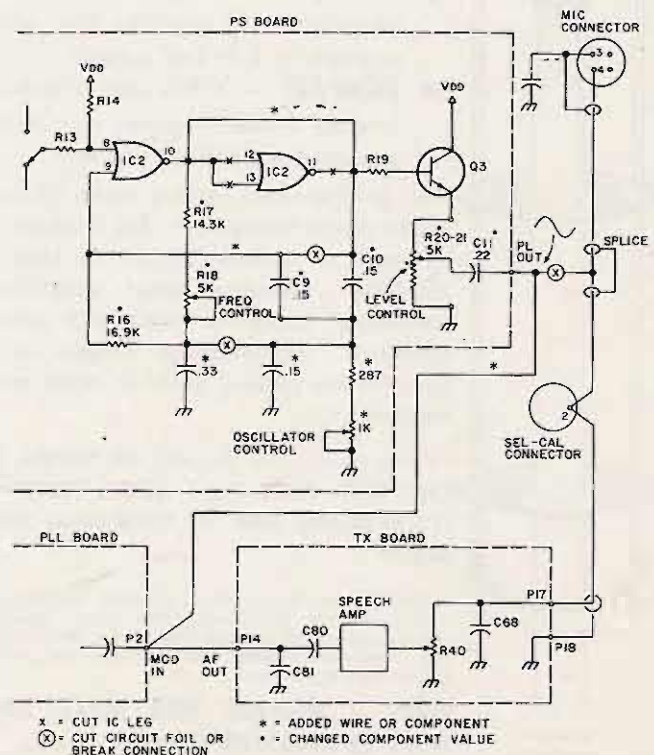 PS BOARD
MIC CONNECTOR
3
4
VDD
R14
R13
8
9
IC2
10
*
12
13
IC2
11
R19
VDD
Q3
R17
14.3K
*
C9
.15
C10
.15
R18
5K
FREQ CONTROL
R16
16.9K
*
.33
*
.15
*
287
*
1K
OSCILLATOR CONTROL
R20-21
5K
LEVEL CONTROL
C11
.22
PL OUT
SPLICE
*
2
SEL-CAL CONNECTOR
PLL BOARD
TX BOARD
P2
MOD IN
AF OUT
P14
C81
C80
SPEECH AMP
R40
C68
P17
P18
x = CUT IC LEG
ⓧ = CUT CIRCUIT FOIL OR BREAK CONNECTION
* = ADDED WIRE OR COMPONENT
• = CHANGED COMPONENT VALUE